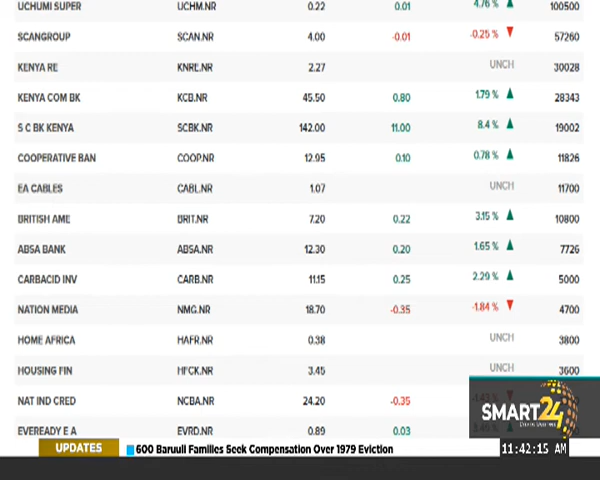 UCHUMI SUPER UCHM.NR 0.22 0.01 4.76 % ▲ 100500
SCANGROUP SCAN.NR 4.00 -0.01 -0.25 % ▼ 57260
KENYA RE KNRE.NR 2.27 UNCH 30028
KENYA COM BK KCB.NR 45.50 0.80 1.79 % ▲ 28343
S C BK KENYA SCBK.NR 142.00 11.00 8.4 % ▲ 19002
COOPERATIVE BAN COOP.NR 12.95 0.10 0.78 % ▲ 11826
EA CABLES CABL.NR 1.07 UNCH 11700
BRITISH AME BRIT.NR 7.20 0.22 3.15 % ▲ 10800
ABSA BANK ABSA.NR 12.30 0.20 1.65 % ▲ 7726
CARBACID INV CARB.NR 11.15 0.25 2.29 % ▲ 5000
NATION MEDIA NMG.NR 18.70 -0.35 -1.84 % ▼ 4700
HOME AFRICA HAFR.NR 0.38 UNCH 3800
HOUSING FIN HFCK.NR 3.45 UNCH 3600
NAT IND CRED NCBA.NR 24.20 -0.35
EVEREADY E A EVRD.NR 0.89 0.03
SMART24
UPDATES 600 Baruuli Families Seek Compensation Over 1979 Eviction 11:42:15 AM